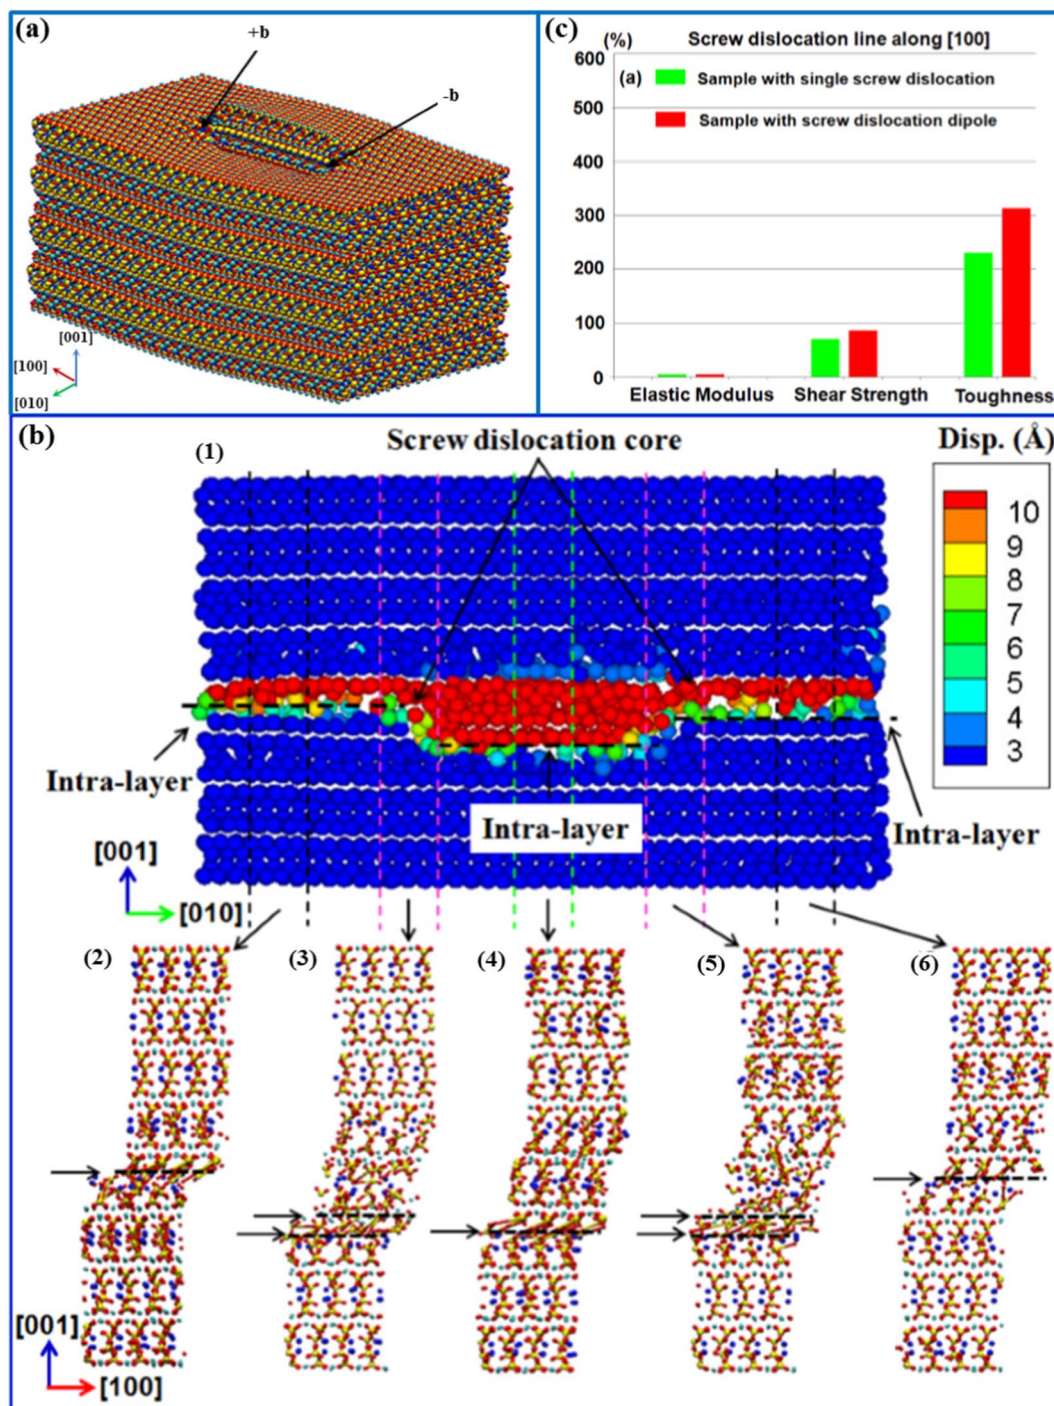 (a)
+b
-b
[001]
[100]
[010]
(c)
(%)
Screw dislocation line along [100]
600
(a)
Sample with single screw dislocation
500
Sample with screw dislocation dipole
400
300
200
100
0
Elastic Modulus
Shear Strength
Toughness
(b)
(1)
Screw dislocation core
Disp. (Å)
10
9
8
7
6
5
4
3
Intra-layer
Intra-layer
Intra-layer
[001]
[010]
(2)
(3)
(4)
(5)
(6)
[001]
[100]